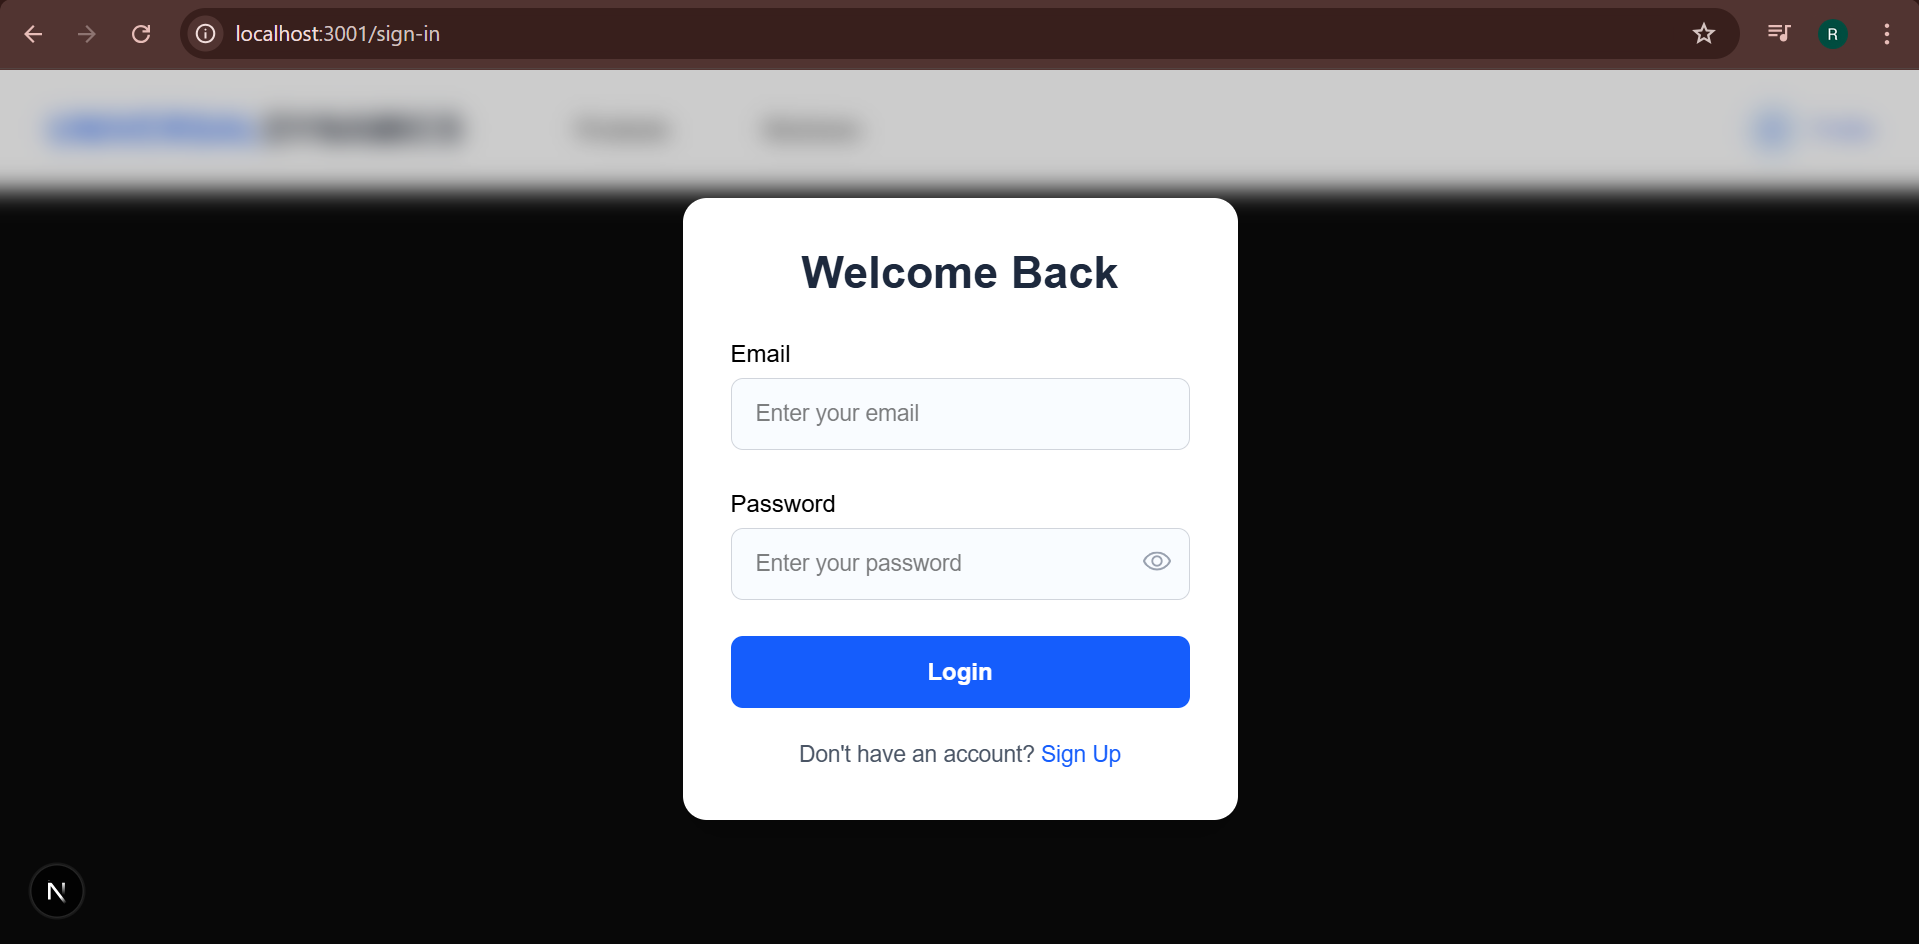 localhost:3001/sign-in
R
Welcome Back
Email
Enter your email
Password
Enter your password
Login
Don't have an account? Sign Up
N